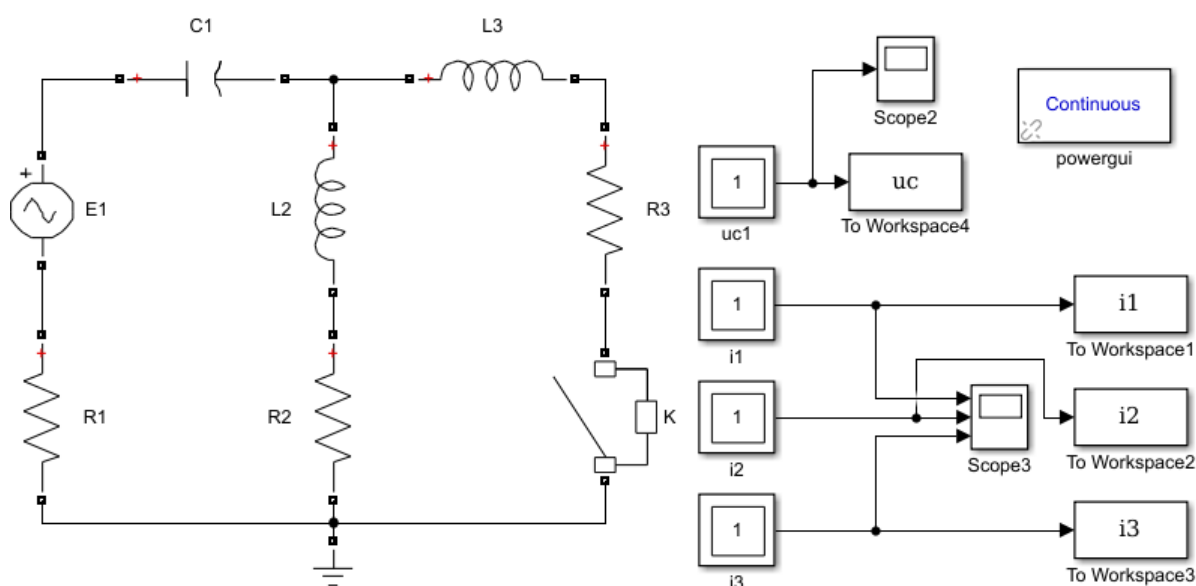 C1
L3
E1
L2
R3
R1
R2
K
Scope2
Continuous
powergui
1
uc1
uc
To Workspace4
1
i1
i1
To Workspace1
1
i2
Scope3
i2
To Workspace2
1
i3
i3
To Workspace3